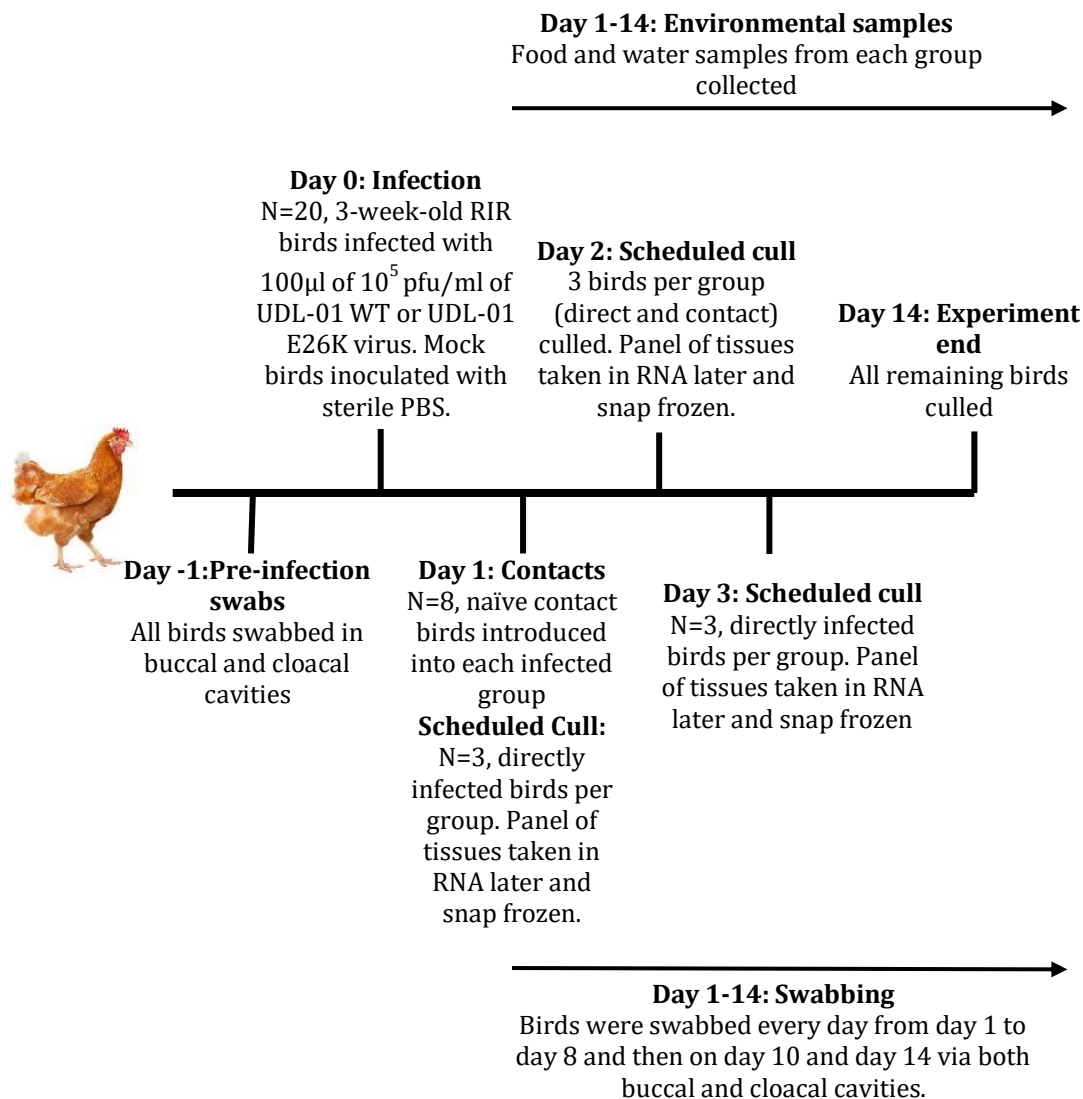 Day 1-14: Environmental samples
Food and water samples from each group
collected
Day 0: Infection
N=20, 3-week-old RIR
birds infected with
100μl of 10⁵ pfu/ml of
UDL-01 WT or UDL-01
E26K virus. Mock
birds inoculated with
sterile PBS.
Day 2: Scheduled cull
3 birds per group
(direct and contact)
culled. Panel of tissues
taken in RNA later and
snap frozen.
Day 14: Experiment
end
All remaining birds
culled
Day -1:Pre-infection
swabs
All birds swabbed in
buccal and cloacal
cavities
Day 1: Contacts
N=8, naïve contact
birds introduced
into each infected
group
Scheduled Cull:
N=3, directly
infected birds per
group. Panel of
tissues taken in
RNA later and
snap frozen.
Day 3: Scheduled cull
N=3, directly infected
birds per group. Panel
of tissues taken in RNA
later and snap frozen
Day 1-14: Swabbing
Birds were swabbed every day from day 1 to
day 8 and then on day 10 and day 14 via both
buccal and cloacal cavities.